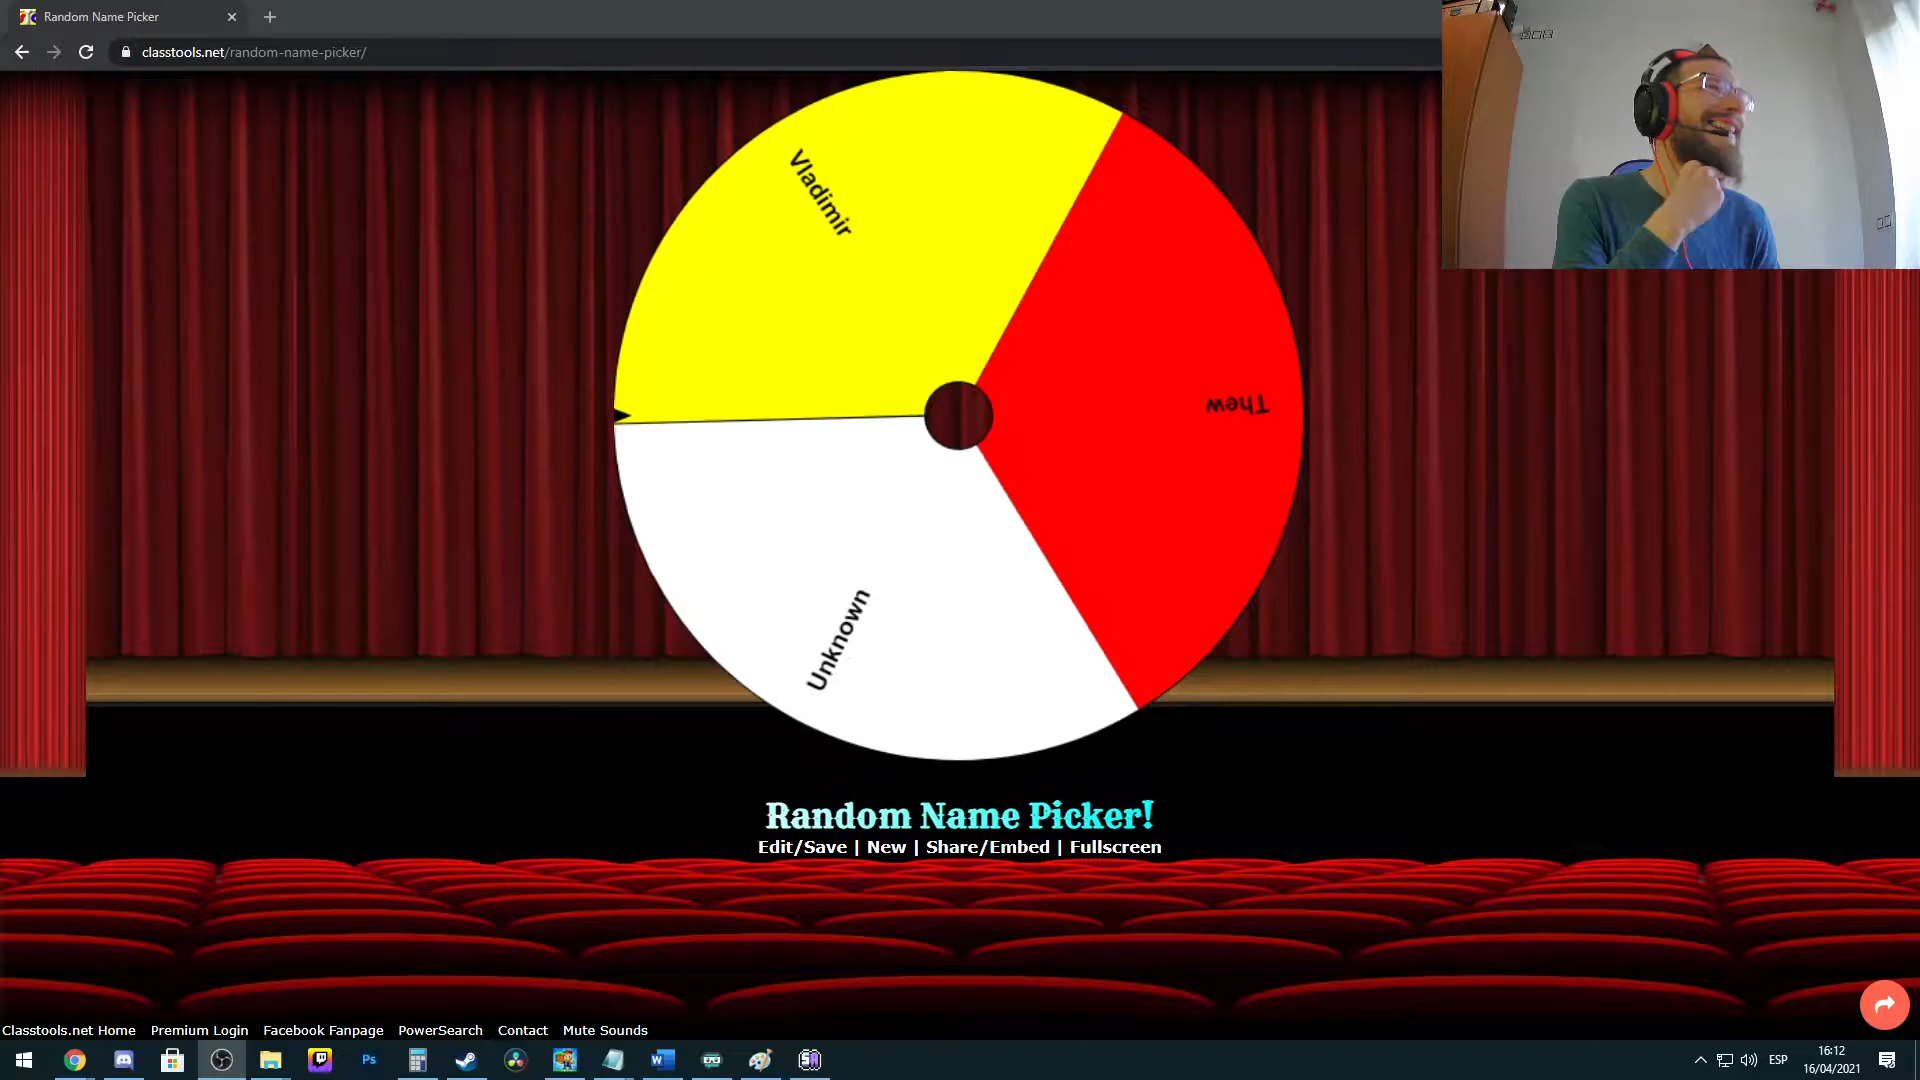 Random Name Picker
classtools.net/random-name-picker/
Vladimir
Thew
Unknown
Random Name Picker!
Edit/Save | New | Share/Embed | Fullscreen
Classtools.net Home Premium Login Facebook Fanpage PowerSearch Contact Mute Sounds
Ps
W
SA
ESP
16:12
16/04/2021